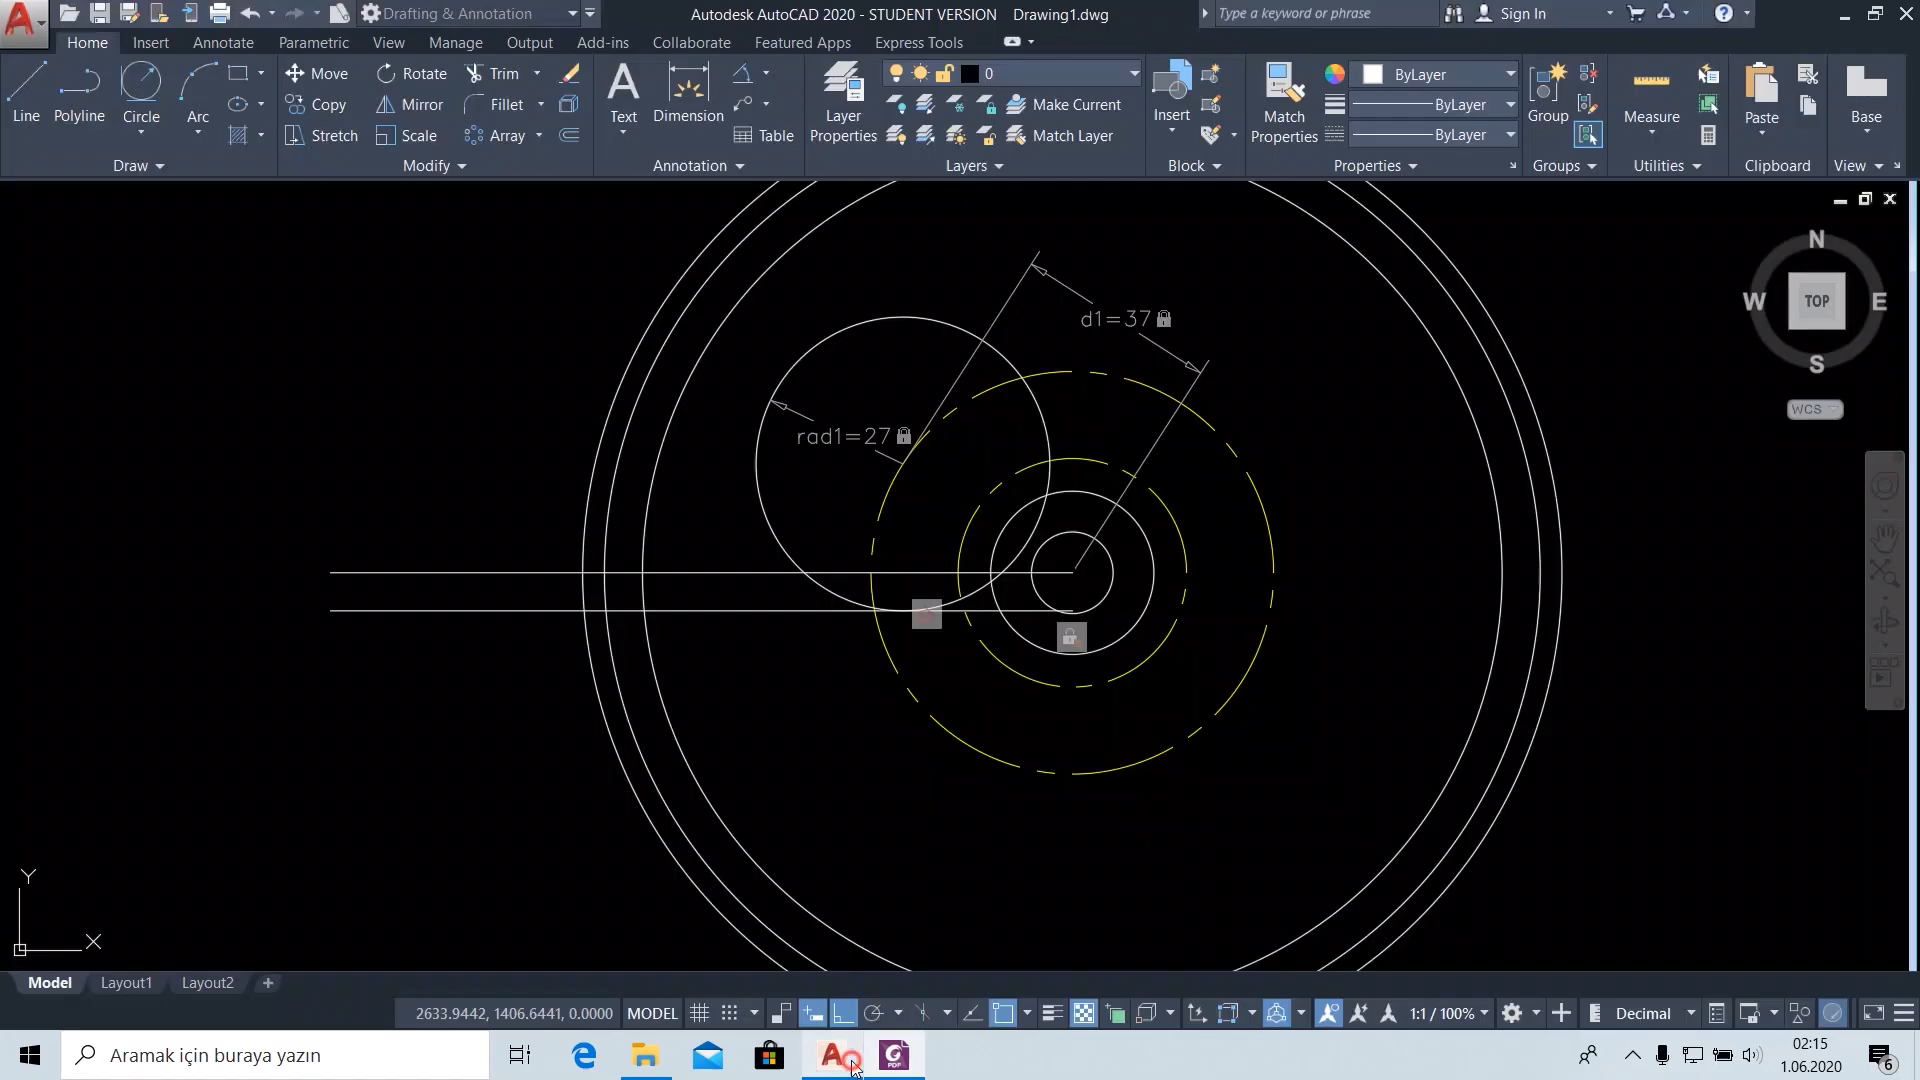 Drafting & Annotation
Autodesk AutoCAD 2020 - STUDENT VERSION Drawing1.dwg
Type a keyword or phrase
Sign In
Home Insert Annotate Parametric View Manage Output Add-ins Collaborate Featured Apps Express Tools
Line
Polyline
Circle
Arc
Draw
Move
Rotate
Trim
Copy
Mirror
Fillet
Stretch
Scale
Array
Modify
Text
Dimension
Table
Annotation
Layer
Properties
0
Make Current
Match Layer
Layers
Insert
Block
Match
Properties
ByLayer
ByLayer
ByLayer
Properties
Group
Groups
Measure
Utilities
Paste
Clipboard
Base
View
N
W
TOP
E
S
WCS
d1=37
rad1=27
Y
X
Model Layout1 Layout2
2633.9442, 1406.6441, 0.0000 MODEL
1:1 / 100%
Decimal
Aramak için buraya yazın
A
PDF
02:15
1.06.2020
6